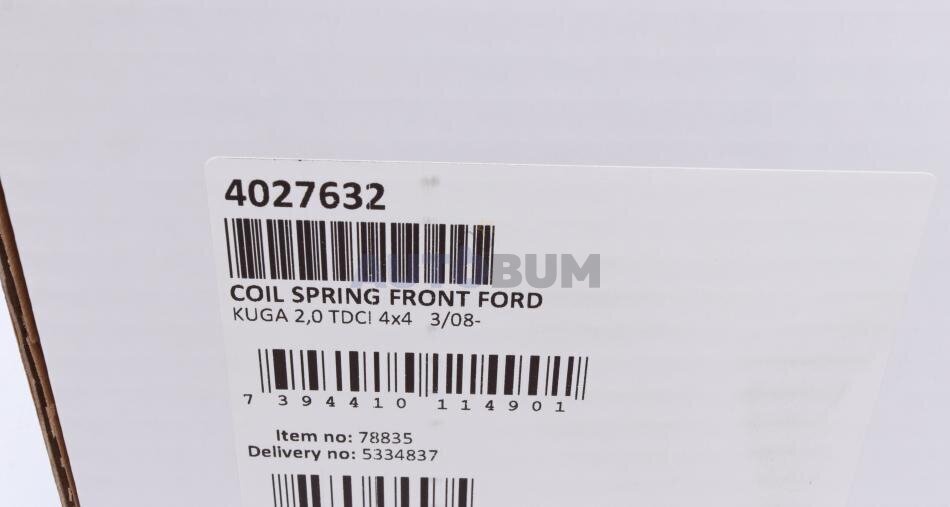 4027632
AUTOBUM
COIL SPRING FRONT FORD
KUGA 2,0 TDCI 4x4 3/08-
7 394410 114901
Item no: 78835
Delivery no: 5334837